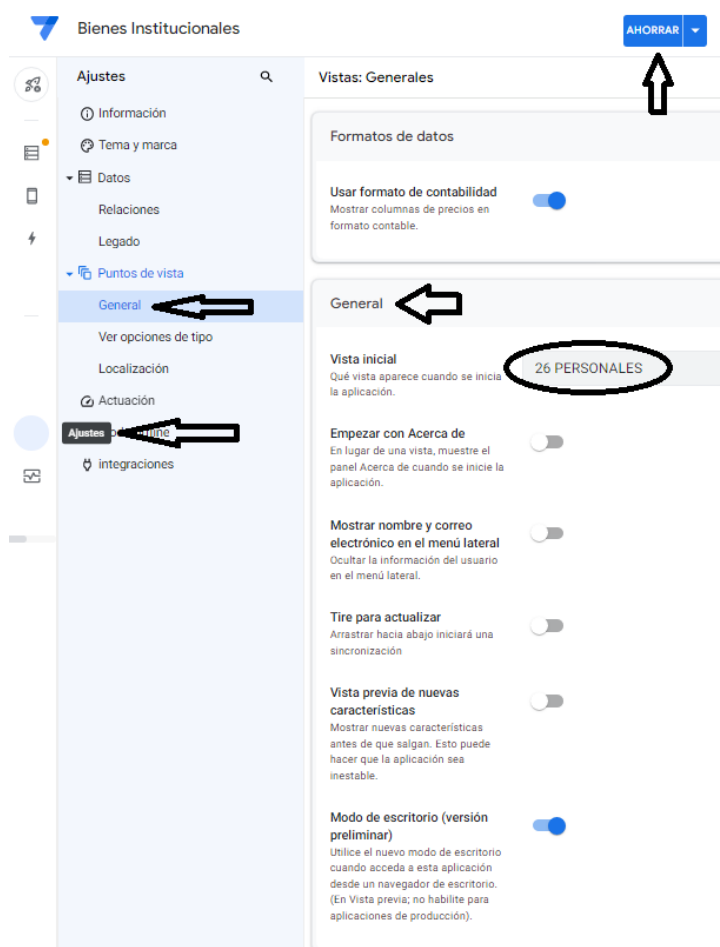 Bienes Institucionales
AHORRAR
Ajustes
Vistas: Generales
Información
Tema y marca
Datos
Relaciones
Legado
Puntos de vista
General
Ver opciones de tipo
Localización
Actuación
Ajustes
integraciones
Formatos de datos
Usar formato de contabilidad
Mostrar columnas de precios en
formato contable.
General
Vista inicial
Qué vista aparece cuando se inicia
la aplicación.
26 PERSONALES
Empezar con Acerca de
En lugar de una vista, muestre el
panel Acerca de cuando se inicie la
aplicación.
Mostrar nombre y correo
electrónico en el menú lateral
Ocultar la información del usuario
en el menú lateral.
Tire para actualizar
Arrastrar hacia abajo iniciará una
sincronización
Vista previa de nuevas
características
Mostrar nuevas características
antes de que salgan. Esto puede
hacer que la aplicación sea
inestable.
Modo de escritorio (versión
preliminar)
Utilice el nuevo modo de escritorio
cuando acceda a esta aplicación
desde un navegador de escritorio.
(En Vista previa; no habilite para
aplicaciones de producción).